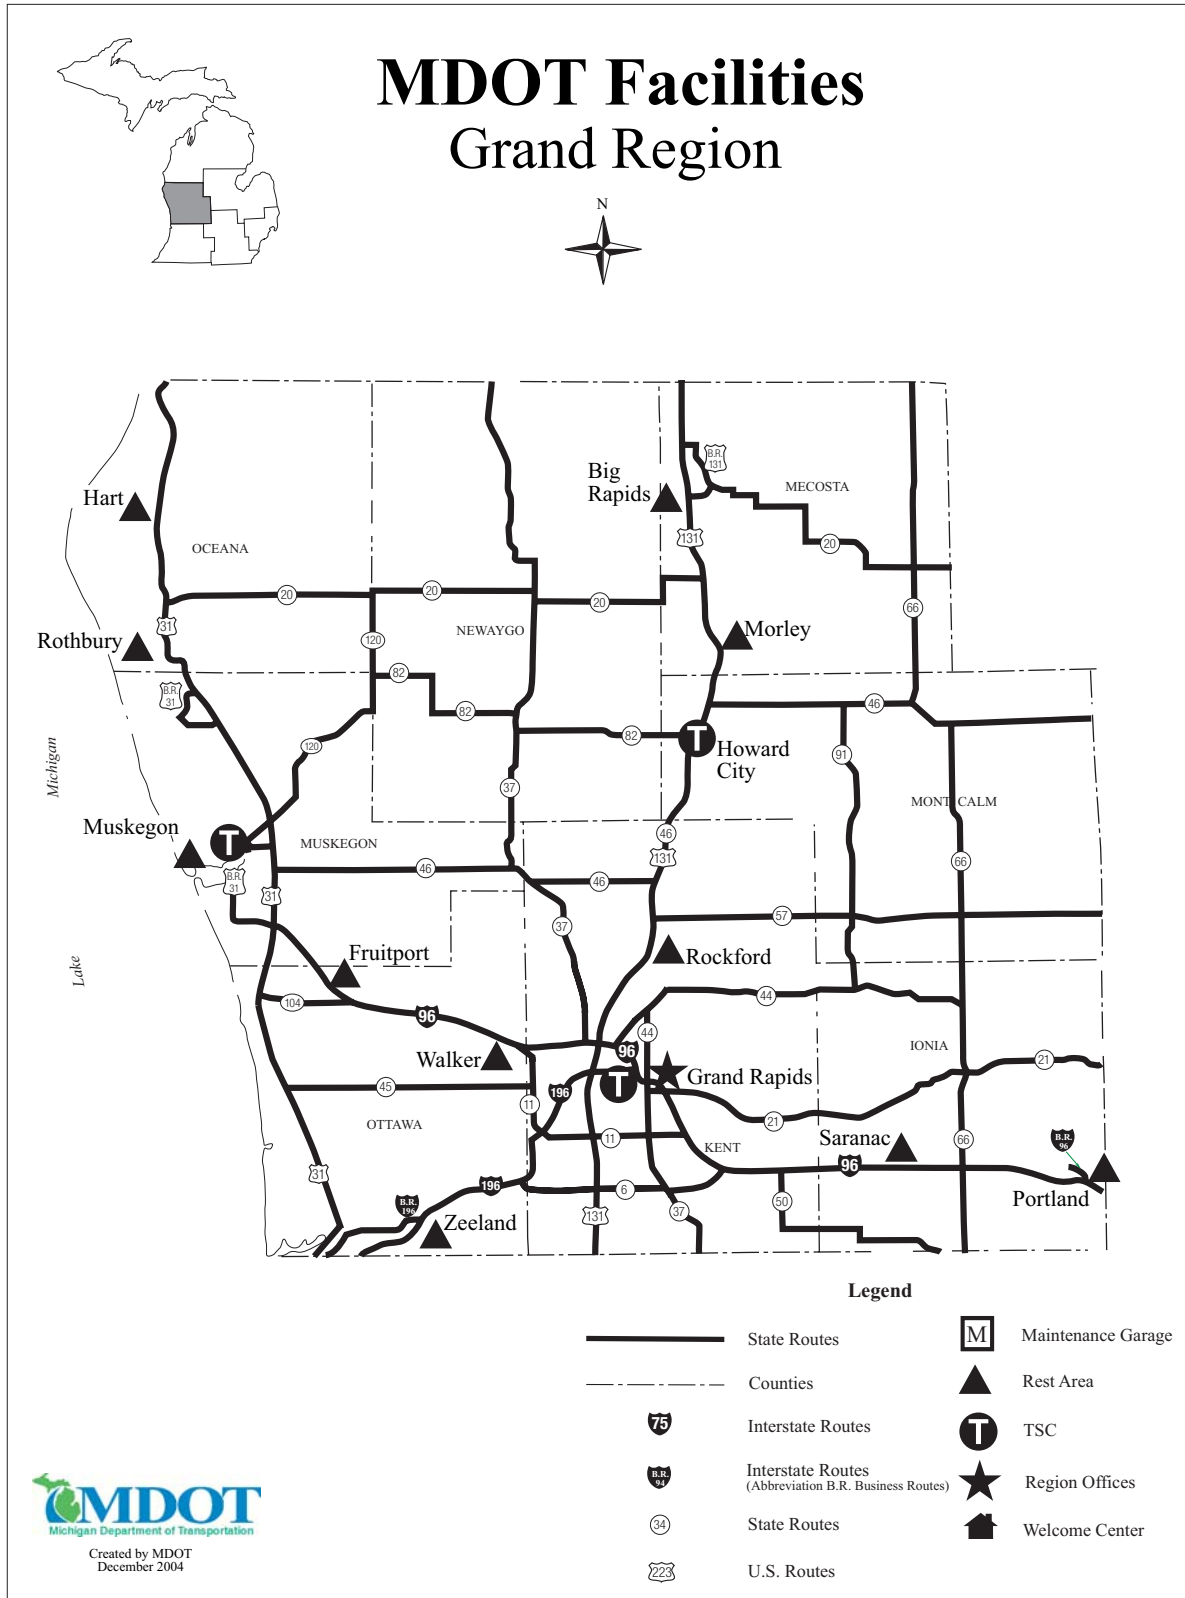 MDOT Facilities
Grand Region
N
Big
Rapids
B.R.
131
MECOSTA
Hart
131
20
OCEANA
20
20
20
66
31
NEWAYGO
120
Rothbury
Morley
82
B.R.
31
82
46
120
82
Howard
City
T
91
Michigan
37
MONTCALM
Muskegon
T
MUSKEGON
46
131
66
46
46
B.R.
31
31
57
37
Fruitport
Rockford
Lake
104
96
44
44
96
IONIA
Walker
21
T
Grand Rapids
45
196
11
21
OTTAWA
11
KENT
Saranac
66
B.R.
96
96
31
196
6
Portland
B.R.
196
50
Zeeland
131
37
Legend
State Routes
M
Maintenance Garage
Counties
Rest Area
75
Interstate Routes
T
TSC
B.R.
94
Interstate Routes
(Abbreviation B.R. Business Routes)
Region Offices
34
State Routes
Welcome Center
223
U.S. Routes
MDOT
Michigan Department of Transportation
Created by MDOT
December 2004